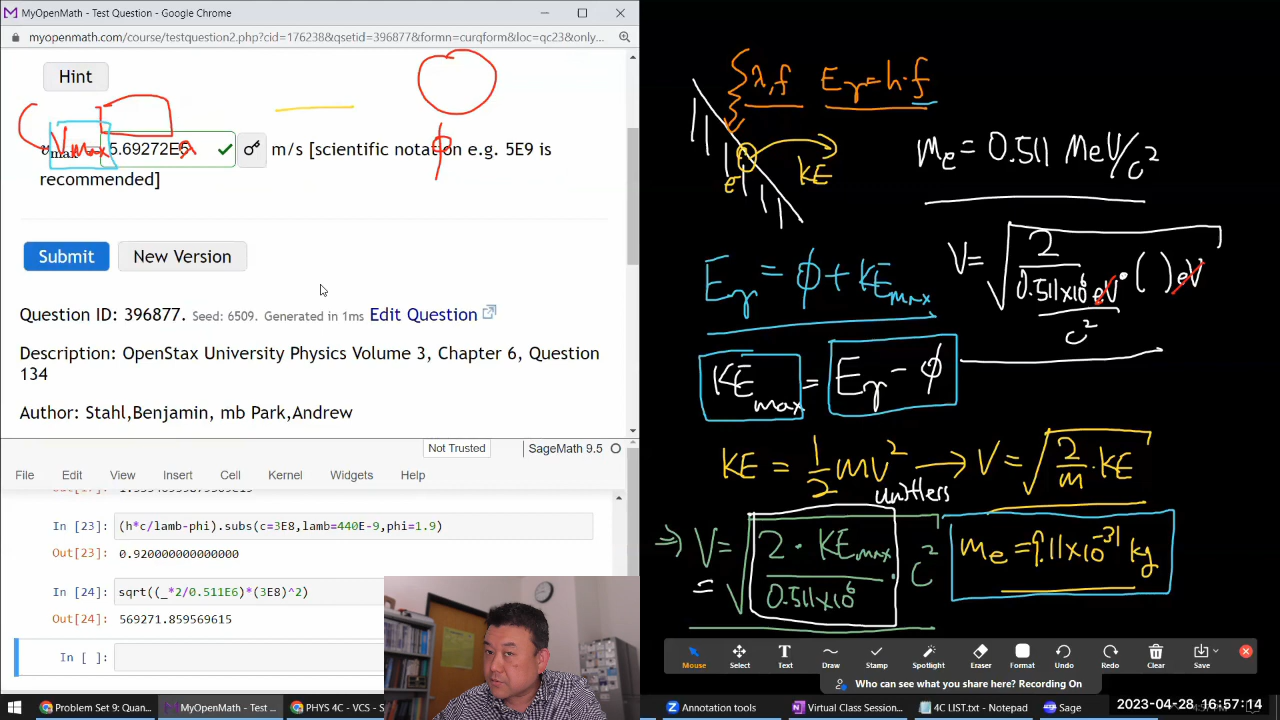 MyOpenMath - Test Question - Google Chrome
myopenmath.com/course/testquestion2.php?cid=176238&qsetid=396877&formn=curqform&loc=qc23&only...
Hint
5.69272E5
m/s [scientific notation e.g. 5E9 is
recommended]
Vmax
λ
ϕ
Submit
New Version
Question ID: 396877. Seed: 6509. Generated in 1ms Edit Question
Description: OpenStax University Physics Volume 3, Chapter 6, Question
134
Author: Stahl,Benjamin, mb Park,Andrew
Not Trusted
SageMath 9.5
File Edit View Insert Cell Kernel Widgets Help
In [23] (h*c/lamb-phi).subs(c=3E8,lamb=440E-9,phi=1.9)
Out[23] 0.920000000000000
In [24] sqrt((_*2/0.511E6)*(3E8)^2)
Out[24] 569271.859569615
In [ ]
λ,f Eγ=h·f
e⁻
KE
me = 0.511 MeV/c²
V=√(2/(0.511x10⁶ eV/c²)·( )eV)
Eγ = ϕ + KEmax
KEmax = Eγ - ϕ
KE = 1/2 mv² → V=√(2/m·KE)
unitless
⇒ V=√(2·KEmax/0.511x10⁶ · c²)
=
me =9.11x10⁻³¹ kg
Mouse Select Text Draw Stamp Spotlight Eraser Format Undo Redo Clear Save
Who can see what you share here? Recording On
Problem Set 9: Quan...
MyOpenMath - Test ...
PHYS 4C - VCS - S...
Annotation tools
Virtual Class Session...
4C LIST.txt - Notepad
Sage
2023-04-28 16:57:14